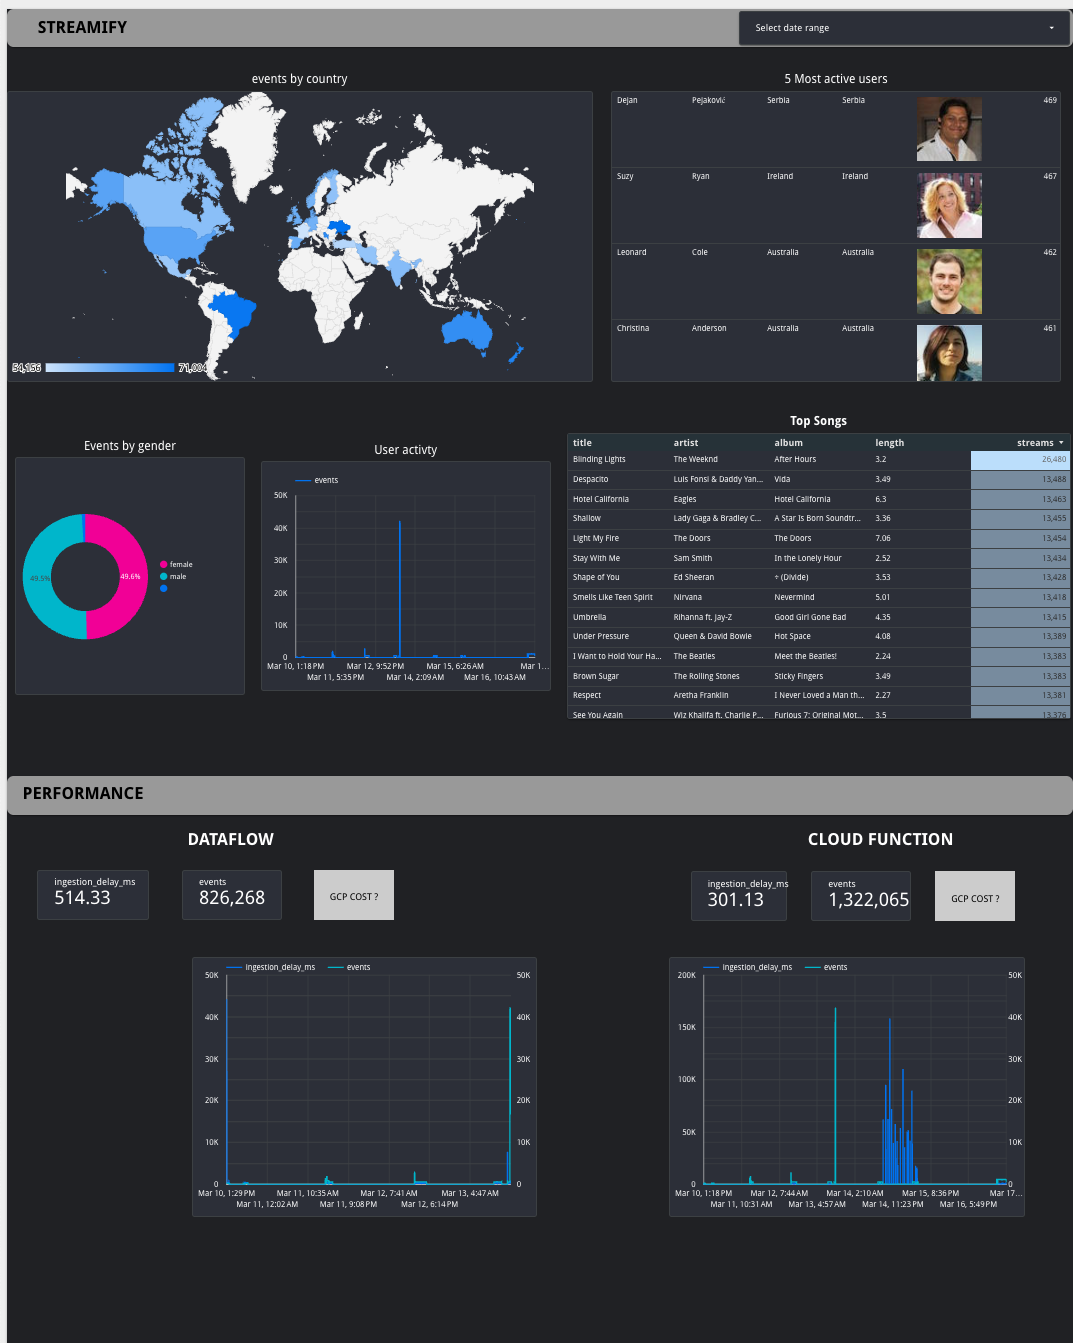 STREAMIFY
Select date range
events by country
54,156
71,004
5 Most active users
Dejan Pejaković Serbia Serbia 469
Suzy Ryan Ireland Ireland 467
Leonard Cole Australia Australia 462
Christina Anderson Australia Australia 461
Events by gender
49.9%
49.6%
female
male
User activty
events
50K
40K
30K
20K
10K
0
Mar 10, 1:18 PM Mar 12, 9:52 PM Mar 15, 6:26 AM Mar 1…
Mar 11, 5:35 PM Mar 14, 2:09 AM Mar 16, 10:43 AM
Top Songs
title artist album length streams
Blinding Lights The Weeknd After Hours 3.2 26,480
Despacito Luis Fonsi & Daddy Yan… Vida 3.49 13,488
Hotel California Eagles Hotel California 6.3 13,463
Shallow Lady Gaga & Bradley C… A Star Is Born Soundtr… 3.36 13,455
Light My Fire The Doors The Doors 7.06 13,454
Stay With Me Sam Smith In the Lonely Hour 2.52 13,434
Shape of You Ed Sheeran ÷ (Divide) 3.53 13,428
Smells Like Teen Spirit Nirvana Nevermind 5.01 13,418
Umbrella Rihanna ft. Jay-Z Good Girl Gone Bad 4.35 13,415
Under Pressure Queen & David Bowie Hot Space 4.08 13,389
I Want to Hold Your Ha… The Beatles Meet the Beatles! 2.24 13,383
Brown Sugar The Rolling Stones Sticky Fingers 3.49 13,383
Respect Aretha Franklin I Never Loved a Man th… 2.27 13,381
See You Again Wiz Khalifa ft. Charlie P… Furious 7: Original Mot… 3.5 13,376
PERFORMANCE
DATAFLOW
ingestion_delay_ms
514.33
events
826,268
GCP COST ?
ingestion_delay_ms events
50K 50K
40K 40K
30K 30K
20K 20K
10K 10K
0 0
Mar 10, 1:29 PM Mar 11, 10:35 AM Mar 12, 7:41 AM Mar 13, 4:47 AM
Mar 11, 12:02 AM Mar 11, 9:08 PM Mar 12, 6:14 PM
CLOUD FUNCTION
ingestion_delay_ms
301.13
events
1,322,065
GCP COST ?
ingestion_delay_ms events
200K 50K
150K 40K
30K
100K
20K
50K 10K
0 0
Mar 10, 1:18 PM Mar 12, 7:44 AM Mar 14, 2:10 AM Mar 15, 8:36 PM Mar 17…
Mar 11, 10:31 AM Mar 13, 4:57 AM Mar 14, 11:23 PM Mar 16, 5:49 PM